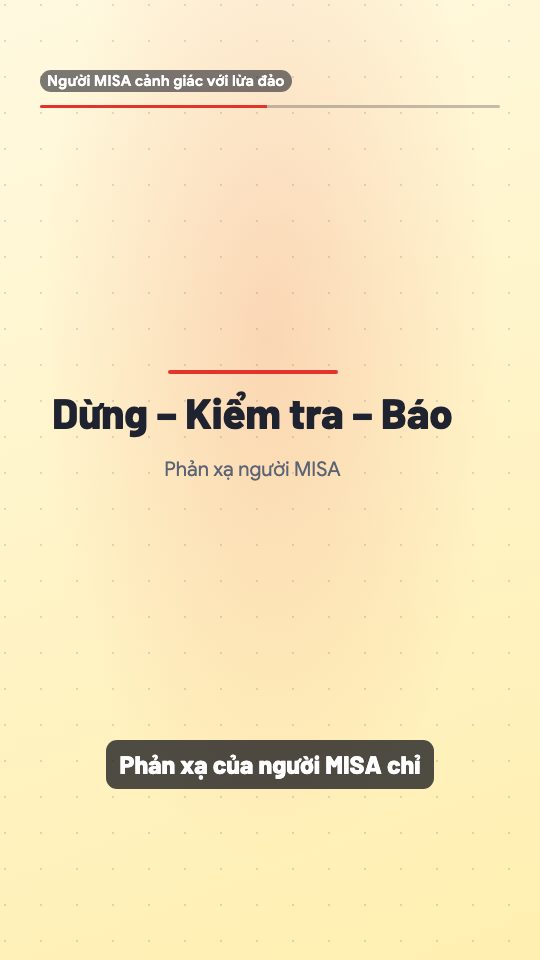 Người MISA cảnh giác với lừa đảo
Dừng – Kiểm tra – Báo
Phản xạ người MISA
Phản xạ của người MISA chỉ